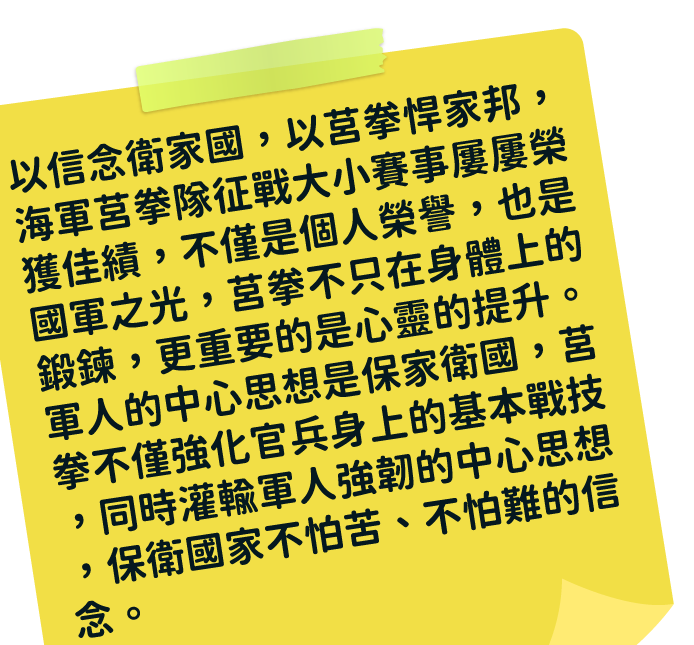 以信念衛家國，以莒拳悍家邦，
海軍莒拳隊征戰大小賽事屢屢榮
獲佳績，不僅是個人榮譽，也是
國軍之光，莒拳不只在身體上的
鍛鍊，更重要的是心靈的提升。
軍人的中心思想是保家衛國，莒
拳不僅強化官兵身上的基本戰技
，同時灌輸軍人強韌的中心思想
，保衛國家不怕苦、不怕難的信
念。